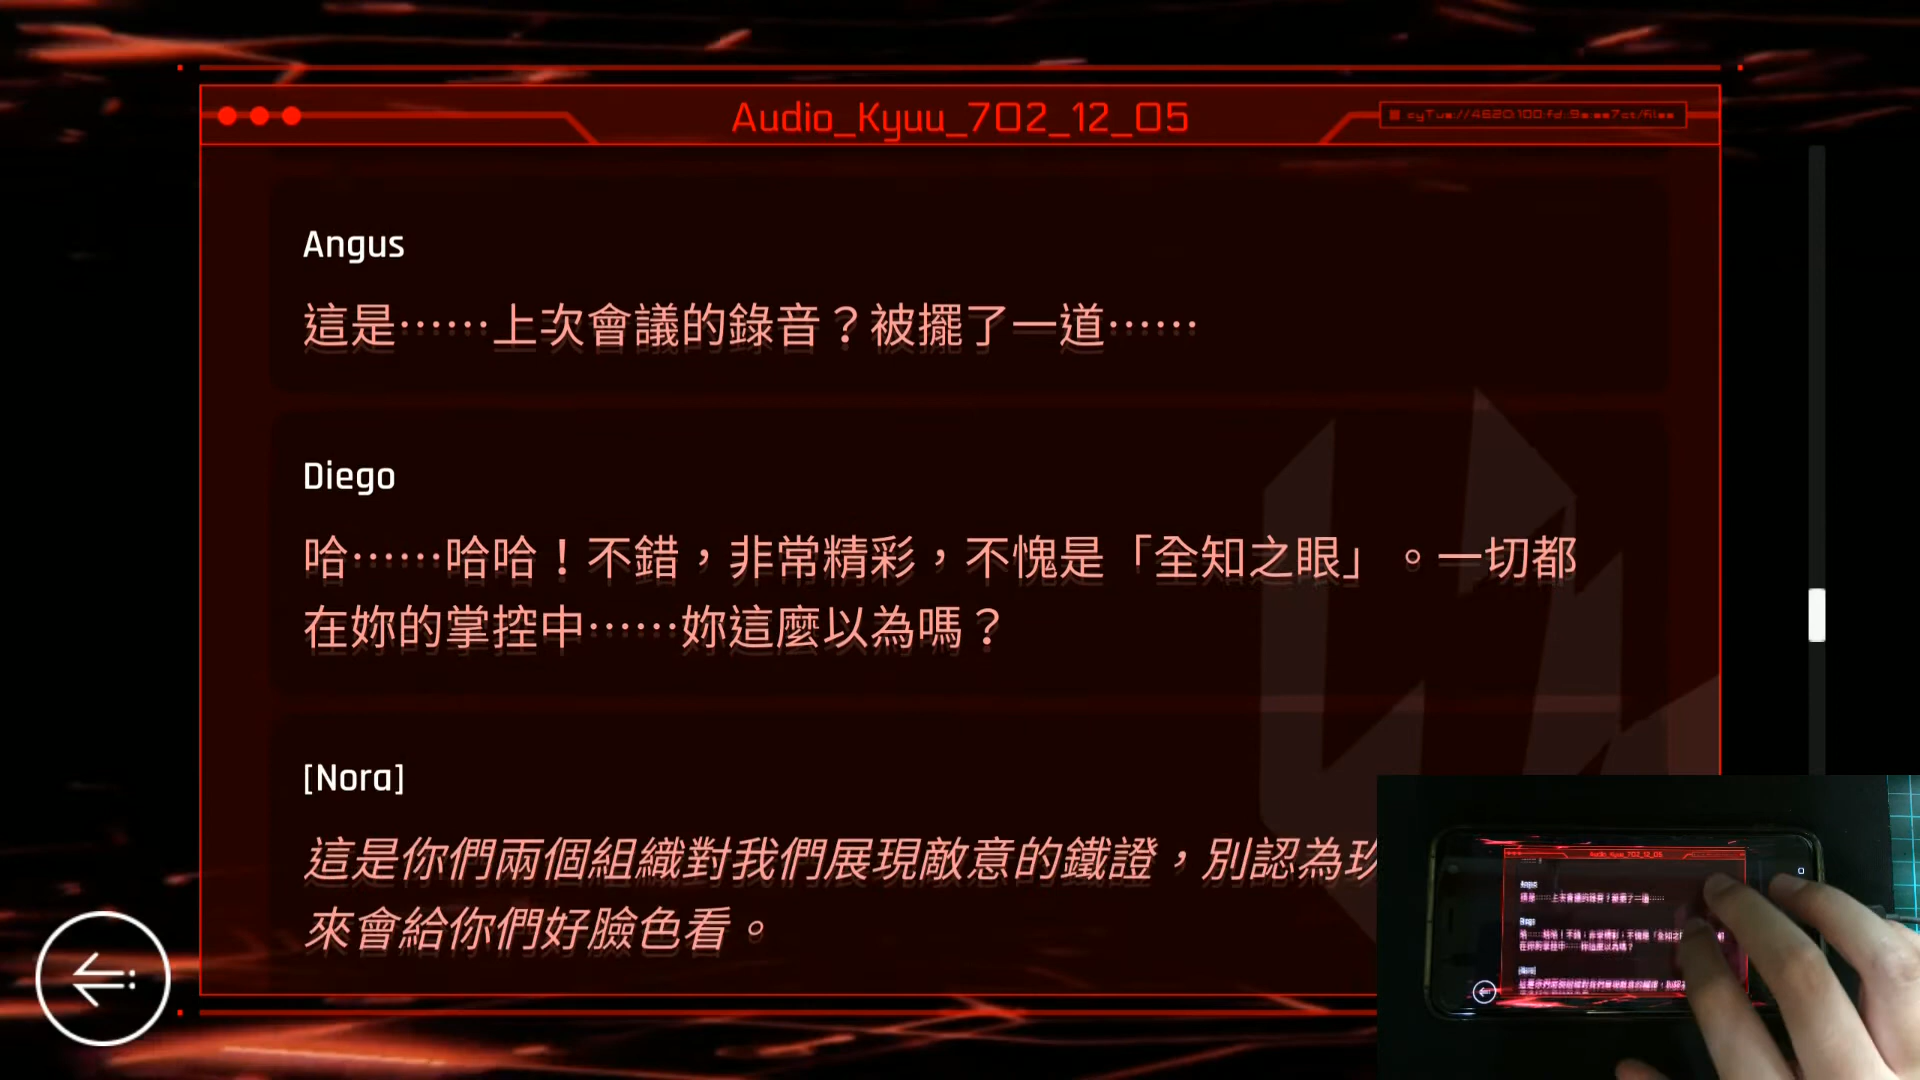 Audio_Kyuu_702_12_05
Angus
這是⋯⋯上次會議的錄音？被擺了一道⋯⋯
Diego
哈⋯⋯哈哈！不錯，非常精彩，不愧是「全知之眼」。一切都
在妳的掌控中⋯⋯妳這麼以為嗎？
[Nora]
這是你們兩個組織對我們展現敵意的鐵證，別認為玖
來會給你們好臉色看。